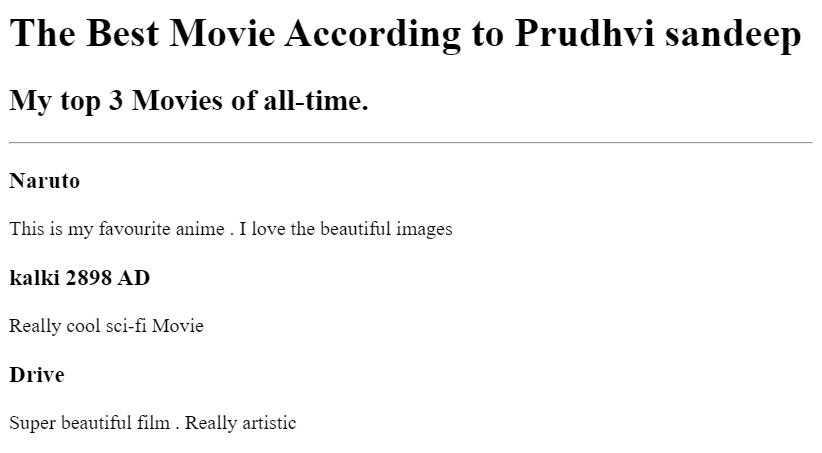 The Best Movie According to Prudhvi sandeep
My top 3 Movies of all-time.
Naruto
This is my favourite anime . I love the beautiful images
kalki 2898 AD
Really cool sci-fi Movie
Drive
Super beautiful film . Really artistic